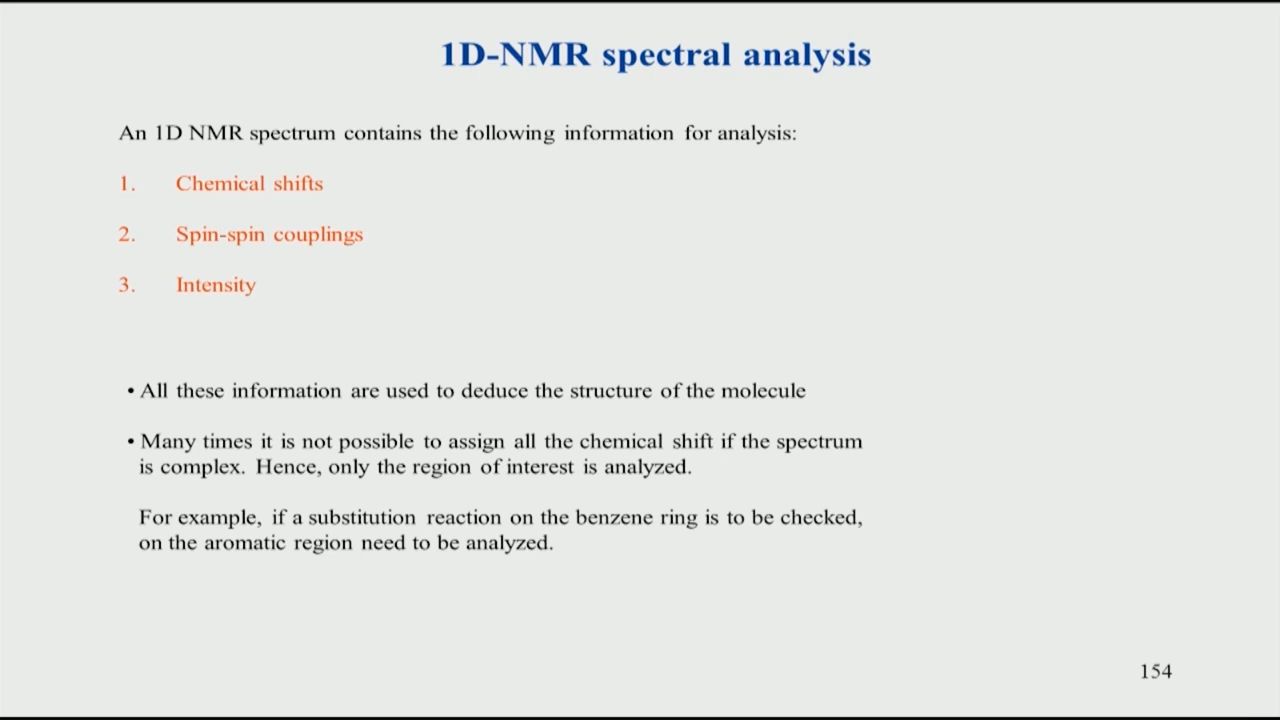 1D-NMR spectral analysis
An 1D NMR spectrum contains the following information for analysis:
1. Chemical shifts
2. Spin-spin couplings
3. Intensity
• All these information are used to deduce the structure of the molecule
• Many times it is not possible to assign all the chemical shift if the spectrum
is complex. Hence, only the region of interest is analyzed.
For example, if a substitution reaction on the benzene ring is to be checked,
on the aromatic region need to be analyzed.
154